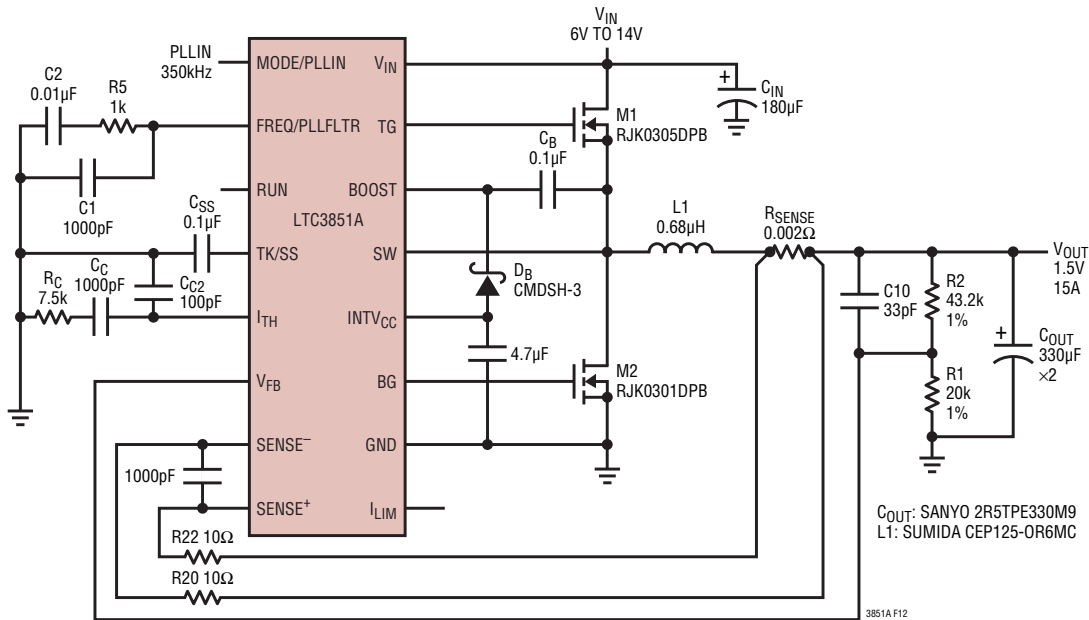 V_IN
6V TO 14V
PLLIN
350kHz
MODE/PLLIN
V_IN
+
C_IN
180µF
C2
0.01µF
R5
1k
FREQ/PLLFLTR
TG
M1
RJK0305DPB
C_B
0.1µF
C1
1000pF
RUN
BOOST
LTC3851A
C_SS
0.1µF
TK/SS
SW
L1
0.68µH
R_SENSE
0.002Ω
V_OUT
1.5V
15A
R_C
7.5k
C_C
1000pF
C_C2
100pF
D_B
CMDSH-3
C10
33pF
R2
43.2k
1%
I_TH
INTV_CC
4.7µF
+
C_OUT
330µF
×2
V_FB
BG
M2
RJK0301DPB
R1
20k
1%
SENSE⁻
GND
1000pF
SENSE⁺
I_LIM
R22 10Ω
R20 10Ω
C_OUT: SANYO 2R5TPE330M9
L1: SUMIDA CEP125-OR6MC
3851A F12